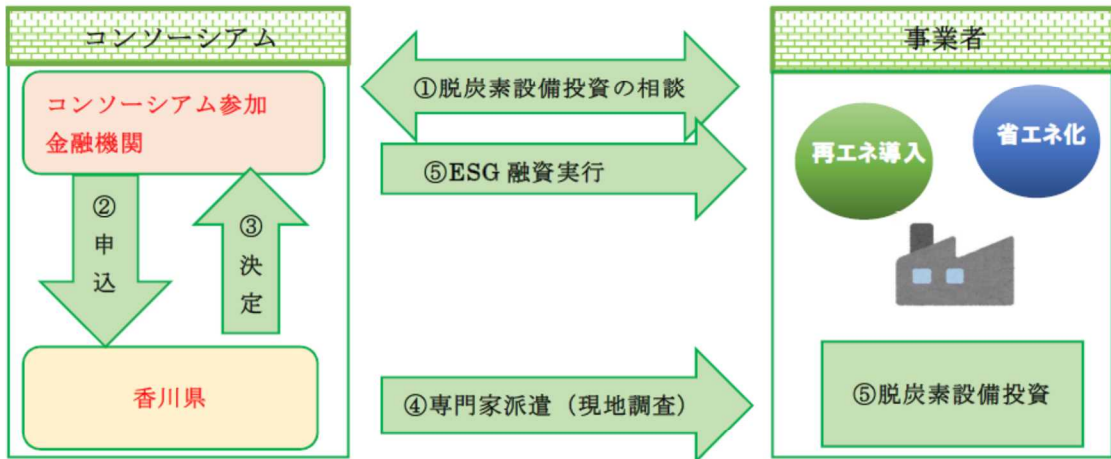 コンソーシアム
コンソーシアム参加
金融機関
②
申
込
③
決
定
香川県
①脱炭素設備投資の相談
⑤ESG 融資実行
④専門家派遣（現地調査）
事業者
再エネ導入
省エネ化
⑤脱炭素設備投資